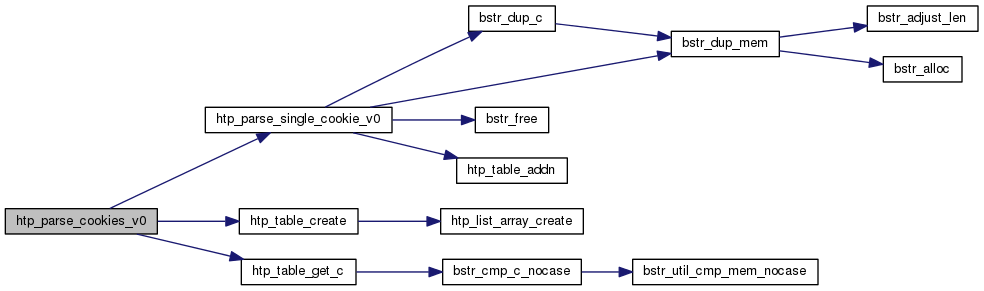 bstr_dup_c
bstr_adjust_len
bstr_dup_mem
bstr_alloc
htp_parse_single_cookie_v0
bstr_free
htp_table_addn
htp_parse_cookies_v0
htp_table_create
htp_list_array_create
htp_table_get_c
bstr_cmp_c_nocase
bstr_util_cmp_mem_nocase